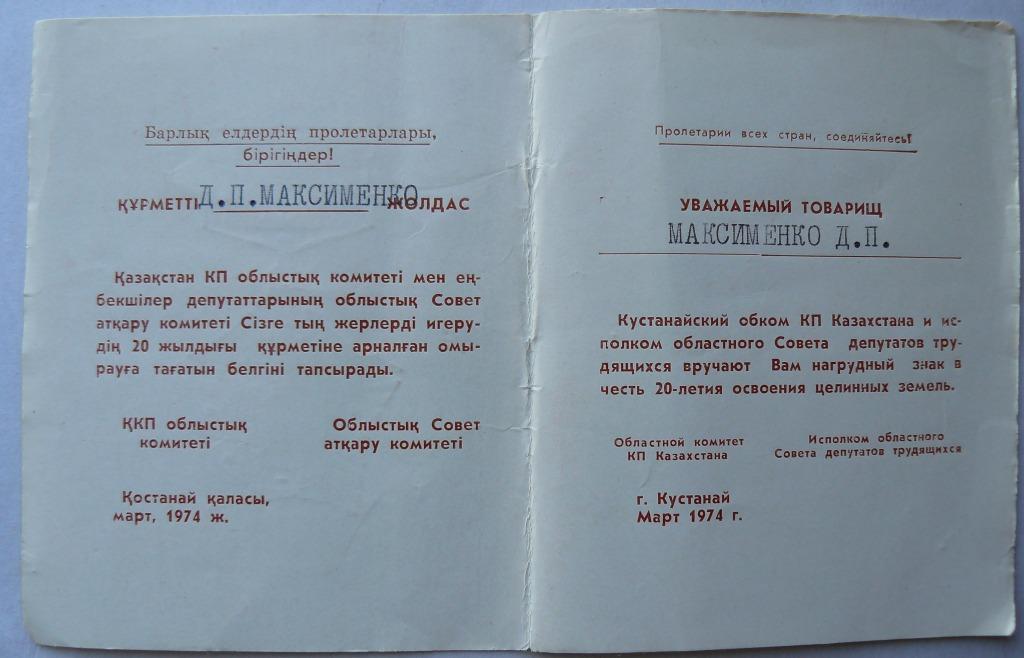 Барлық елдердің пролетарлары,
бірігіңдер!
ҚҰРМЕТТІ Д.П.МАКСИМЕНКО ЖОЛДАС
Қазақстан КП облыстық комитеті мен ең-
бекшілер депутаттарының облыстық Совет
атқару комитеті Сізге тың жерлерді игеру-
дің 20 жылдығы құрметіне арналған омы-
рауға тағатын белгіні тапсырады.
ҚКП облыстық Облыстық Совет
комитеті атқару комитеті
Қостанай қаласы,
март, 1974 ж.
Пролетарии всех стран, соединяйтесь!
УВАЖАЕМЫЙ ТОВАРИЩ
МАКСИМЕНКО Д.П.
Кустанайский обком КП Казахстана и ис-
полком областного Совета депутатов тру-
дящихся вручают Вам нагрудный знак в
честь 20-летия освоения целинных земель.
Областной комитет Исполком областного
КП Казахстана Совета депутатов трудящихся
г. Кустанай
Март 1974 г.